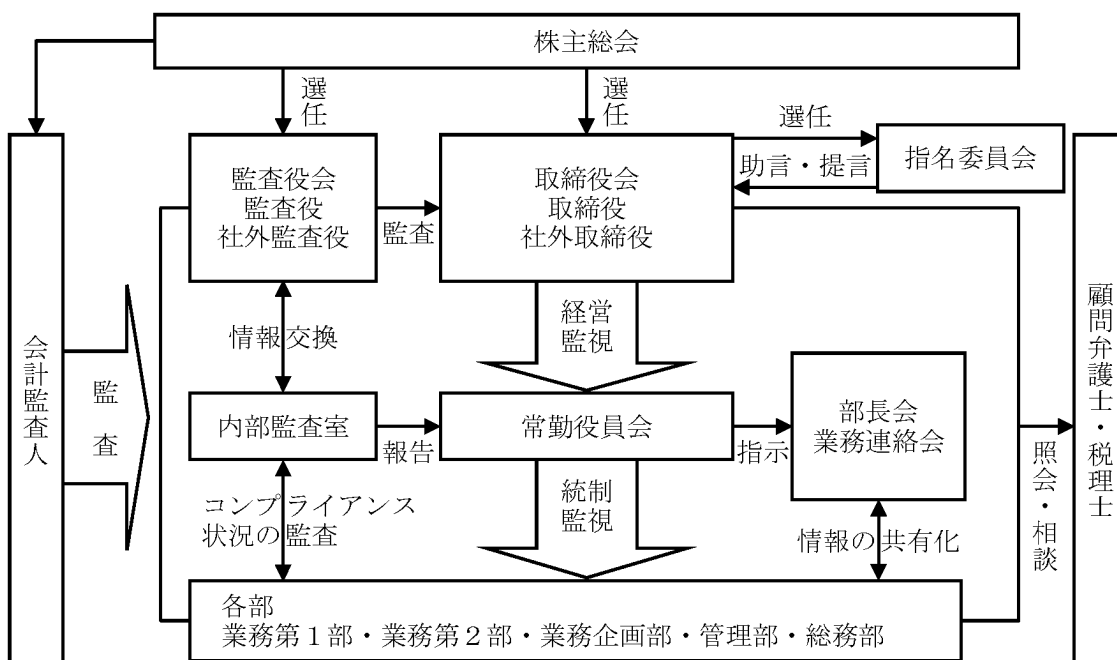 株主総会
選任
選任
選任
助言・提言
指名委員会
監査役会
監査役
社外監査役
監査
取締役会
取締役
社外取締役
会計監査人
監査
情報交換
経営
監視
内部監査室
報告
常勤役員会
指示
部長会
業務連絡会
顧問弁護士・税理士
照会・相談
コンプライアンス
状況の監査
統制
監視
情報の共有化
各部
業務第1部・業務第2部・業務企画部・管理部・総務部